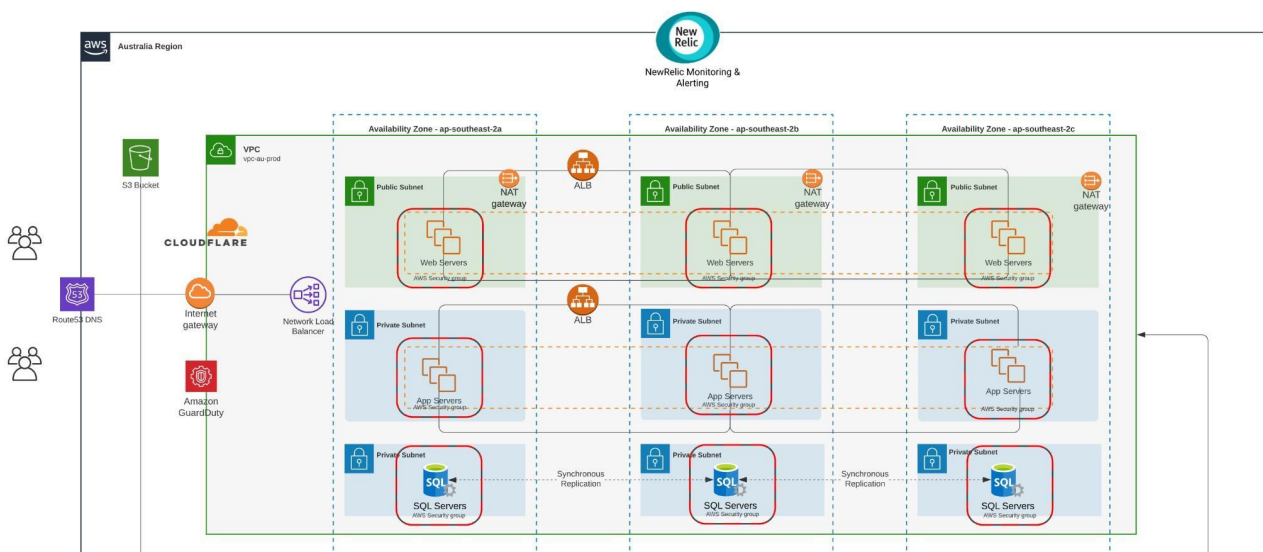 New
Relic
NewRelic Monitoring &
Alerting
aws
Australia Region
Availability Zone - ap-southeast-2a
Availability Zone - ap-southeast-2b
Availability Zone - ap-southeast-2c
VPC
vpc-au-prod
S3 Bucket
ALB
Public Subnet
NAT
gateway
Public Subnet
NAT
gateway
Public Subnet
NAT
gateway
CLOUDFLARE
Web Servers
AWS Security group
Web Servers
AWS Security group
Web Servers
AWS Security group
53
Route53 DNS
Internet
gateway
Network Load
Balancer
ALB
Private Subnet
Private Subnet
Private Subnet
App Servers
AWS Security group
App Servers
AWS Security group
App Servers
AWS Security group
Amazon
GuardDuty
Private Subnet
Private Subnet
Private Subnet
SQL
SQL Servers
AWS Security group
Synchronous
Replication
SQL
SQL Servers
AWS Security group
Synchronous
Replication
SQL
SQL Servers
AWS Security group